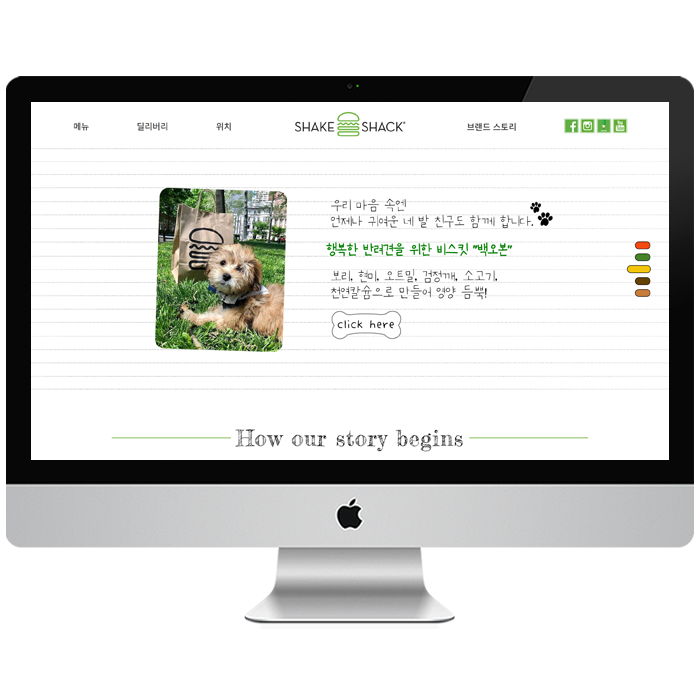 메뉴
딜리버리
위치
SHAKE SHACK
브랜드 스토리
우리 마음 속엔
언제나 귀여운 네 발 친구도 함께 합니다.
행복한 반려견을 위한 비스킷 "백오본"
보리, 현미, 오트밀, 검정깨, 소고기,
천연칼슘으로 만들어 영양 듬뿍!
click here
How our story begins